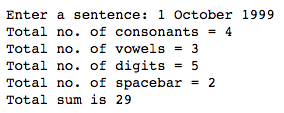 Enter a sentence: 1 October 1999
Total no. of consonants = 4
Total no. of vowels = 3
Total no. of digits = 5
Total no. of spacebar = 2
Total sum is 29